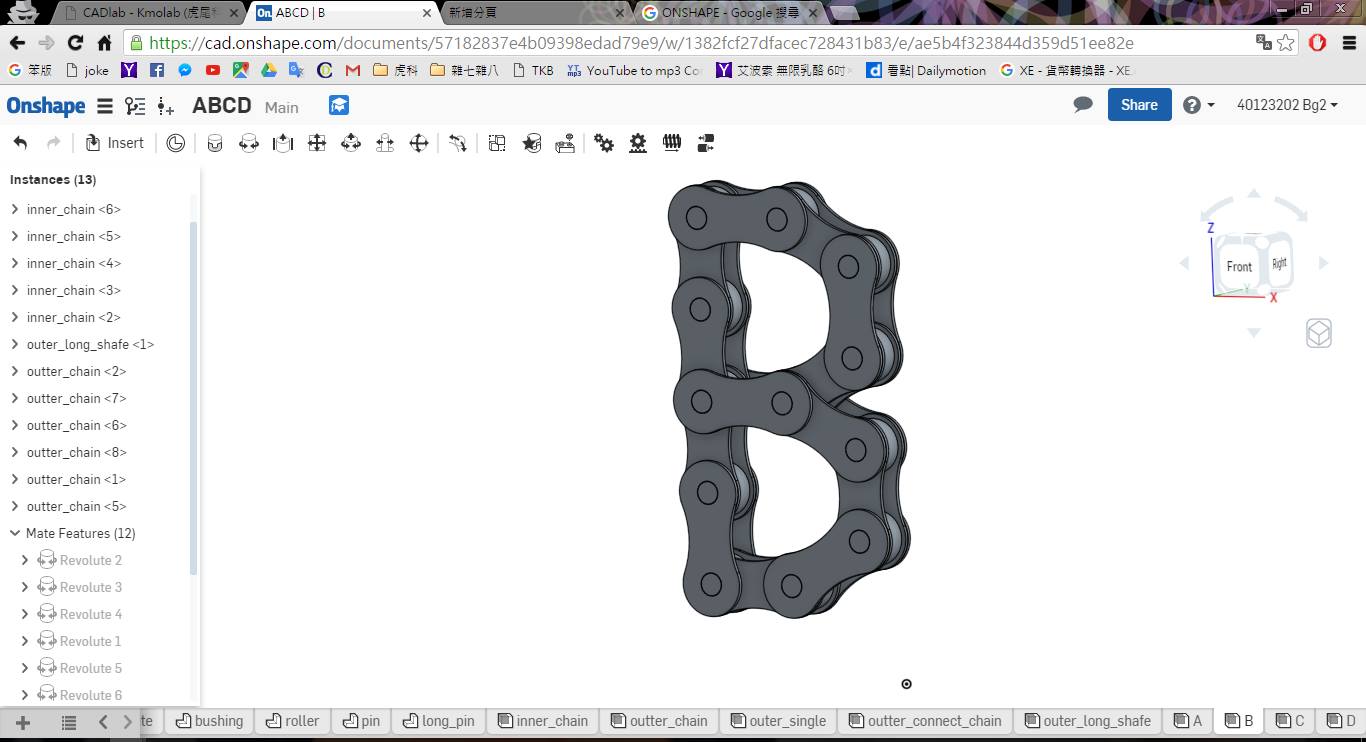 CADlab - Kmolab (虎尾科
ABCD | B
新增分頁
ONSHAPE - Google 搜尋
https://cad.onshape.com/documents/57182837e4b09398edad79e9/w/1382fcf27dfacec728431b83/e/ae5b4f323844d359d51ee82e
笨版 joke 虎科 雜七雜八 TKB YouTube to mp3 Co 艾波索 無限乳酪 6吋 看點| Dailymotion XE - 貨幣轉換器 - XE.
Onshape ABCD Main Share 40123202 Bg2
Insert
Instances (13)
inner_chain <6>
inner_chain <5>
inner_chain <4>
inner_chain <3>
inner_chain <2>
outer_long_shafe <1>
outter_chain <2>
outter_chain <7>
outter_chain <6>
outter_chain <8>
outter_chain <1>
outter_chain <5>
Mate Features (12)
Revolute 2
Revolute 3
Revolute 4
Revolute 1
Revolute 5
Revolute 6
Z
Front
Right
Y
X
te bushing roller pin long_pin inner_chain outter_chain outer_single outter_connect_chain outer_long_shafe A B C D